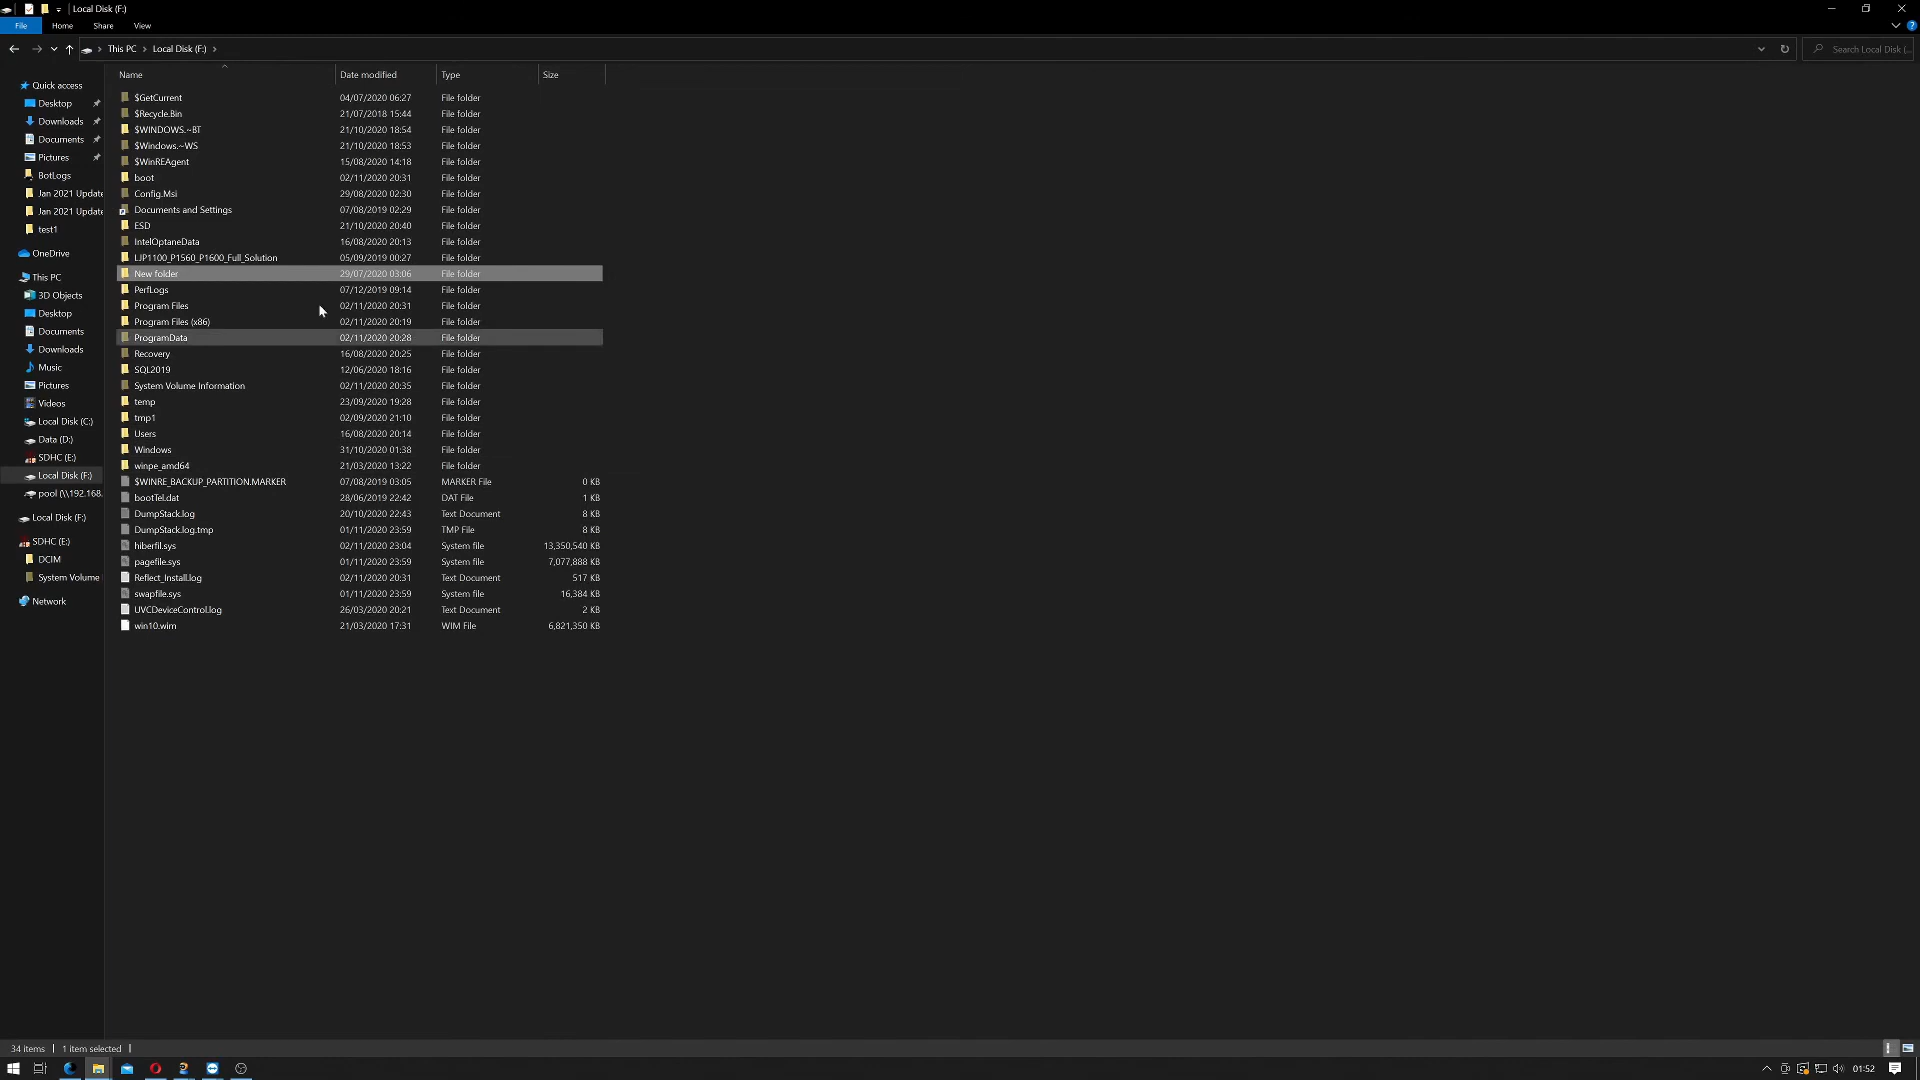 Local Disk (F:)
File Home Share View
This PC Local Disk (F:) Search Local Disk (...
Name Date modified Type Size
Quick access
Desktop
Downloads
Documents
Pictures
BotLogs
Jan 2021 Update
Jan 2021 Update
test1
OneDrive
This PC
3D Objects
Desktop
Documents
Downloads
Music
Pictures
Videos
Local Disk (C:)
Data (D:)
SDHC (E:)
Local Disk (F:)
pool (\\192.168.
Local Disk (F:)
SDHC (E:)
DCIM
System Volume
Network
$GetCurrent 04/07/2020 06:27 File folder
$Recycle.Bin 21/07/2018 15:44 File folder
$WINDOWS.~BT 21/10/2020 18:54 File folder
$Windows.~WS 21/10/2020 18:53 File folder
$WinREAgent 15/08/2020 14:18 File folder
boot 02/11/2020 20:31 File folder
Config.Msi 29/08/2020 02:30 File folder
Documents and Settings 07/08/2019 02:29 File folder
ESD 21/10/2020 20:40 File folder
IntelOptaneData 16/08/2020 20:13 File folder
LJP1100_P1560_P1600_Full_Solution 05/09/2019 00:27 File folder
New folder 29/07/2020 03:06 File folder
PerfLogs 07/12/2019 09:14 File folder
Program Files 02/11/2020 20:31 File folder
Program Files (x86) 02/11/2020 20:19 File folder
ProgramData 02/11/2020 20:28 File folder
Recovery 16/08/2020 20:25 File folder
SQL2019 12/06/2020 18:16 File folder
System Volume Information 02/11/2020 20:35 File folder
temp 23/09/2020 19:28 File folder
tmp1 02/09/2020 21:10 File folder
Users 16/08/2020 20:14 File folder
Windows 31/10/2020 01:38 File folder
winpe_amd64 21/03/2020 13:22 File folder
$WINRE_BACKUP_PARTITION.MARKER 07/08/2019 03:05 MARKER File 0 KB
bootTel.dat 28/06/2019 22:42 DAT File 1 KB
DumpStack.log 20/10/2020 22:43 Text Document 8 KB
DumpStack.log.tmp 01/11/2020 23:59 TMP File 8 KB
hiberfil.sys 02/11/2020 23:04 System file 13,350,540 KB
pagefile.sys 01/11/2020 23:59 System file 7,077,888 KB
Reflect_Install.log 02/11/2020 20:31 Text Document 517 KB
swapfile.sys 01/11/2020 23:59 System file 16,384 KB
UVCDeviceControl.log 26/03/2020 20:21 Text Document 2 KB
win10.wim 21/03/2020 17:31 WIM File 6,821,350 KB
34 items 1 item selected
01:52